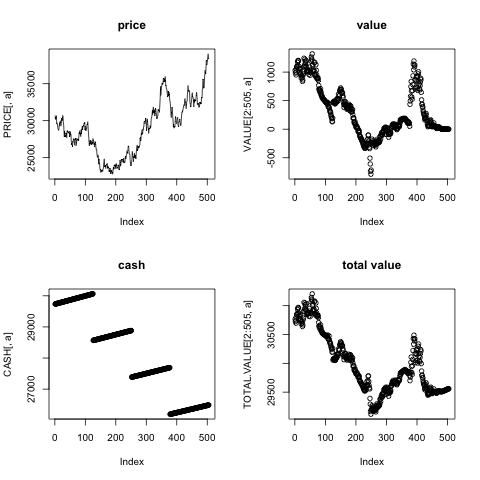 price
PRICE[, a]
25000 30000 35000
0 100 200 300 400 500
Index
value
VALUE[2:505, a]
-500 0 500 1000
0 100 200 300 400 500
Index
cash
CASH[, a]
27000 29000
0 100 200 300 400 500
Index
total value
TOTAL.VALUE[2:505, a]
29500 30500
0 100 200 300 400 500
Index